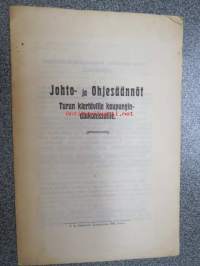 Johto- ja Ohjesäännöt
Turun kiertäville kaupungin-
diakonissoille.